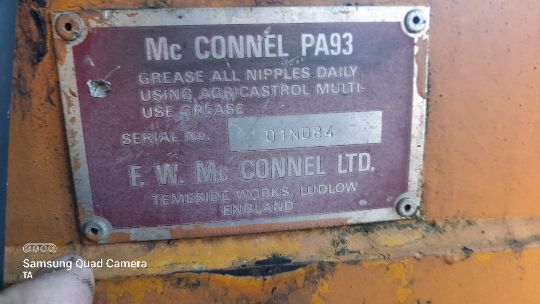 Mc CONNEL PA93
GREASE ALL NIPPLES DAILY
USING AGRICASTROL MULTI-
USE GREASE
SERIAL No. 01ND84
F. W. Mc CONNEL LTD.
TEMESIDE WORKS, LUDLOW
ENGLAND
Samsung Quad Camera
TA